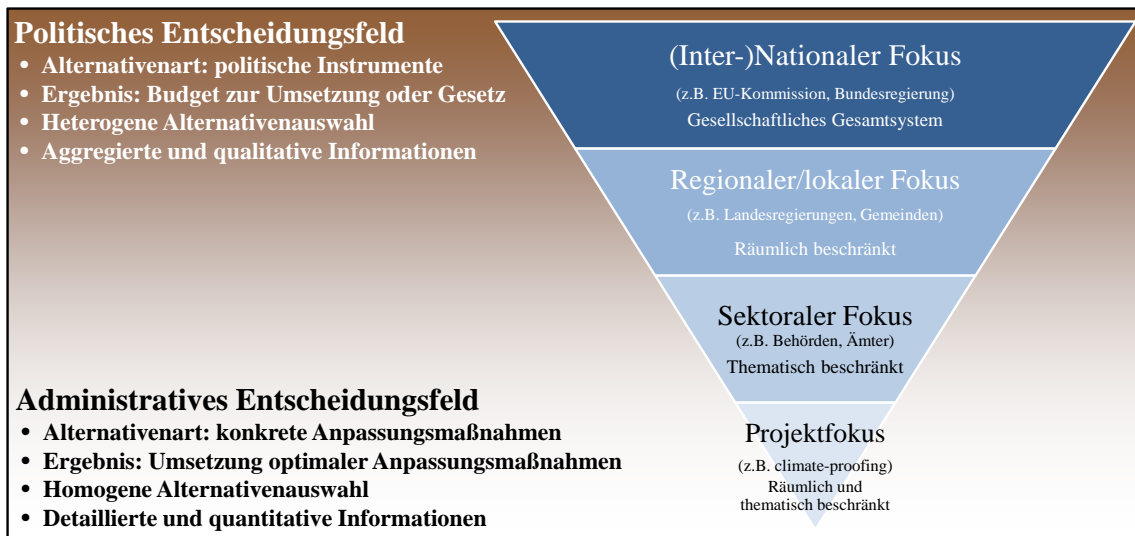 Politisches Entscheidungsfeld
• Alternativenart: politische Instrumente
• Ergebnis: Budget zur Umsetzung oder Gesetz
• Heterogene Alternativenauswahl
• Aggregierte und qualitative Informationen
(Inter-)Nationaler Fokus
(z.B. EU-Kommission, Bundesregierung)
Gesellschaftliches Gesamtsystem
Regionaler/lokaler Fokus
(z.B. Landesregierungen, Gemeinden)
Räumlich beschränkt
Sektoraler Fokus
(z.B. Behörden, Ämter)
Thematisch beschränkt
Administratives Entscheidungsfeld
• Alternativenart: konkrete Anpassungsmaßnahmen
• Ergebnis: Umsetzung optimaler Anpassungsmaßnahmen
• Homogene Alternativenauswahl
• Detaillierte und quantitative Informationen
Projektfokus
(z.B. climate-proofing)
Räumlich und
thematisch beschränkt